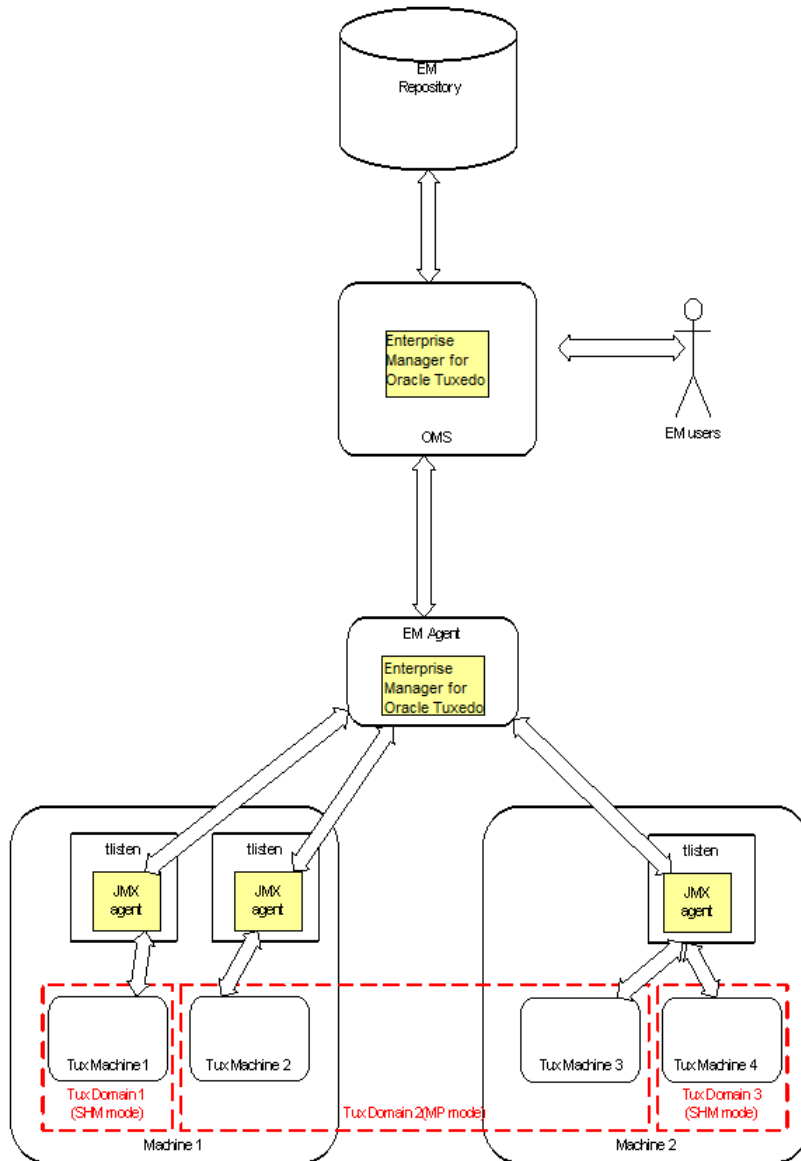 EM
Repository
Enterprise
Manager for
Oracle Tuxedo
OMS
EM users
EM Agent
Enterprise
Manager for
Oracle Tuxedo
tlisten
JMX
agent
tlisten
JMX
agent
tlisten
JMX
agent
Tux Machine 1
Tux Machine 2
Tux Machine 3
Tux Machine 4
Tux Domain 1
(SHM mode)
Tux Domain 2(MP mode)
Tux Domain 3
(SHM mode)
Machine 1
Machine 2